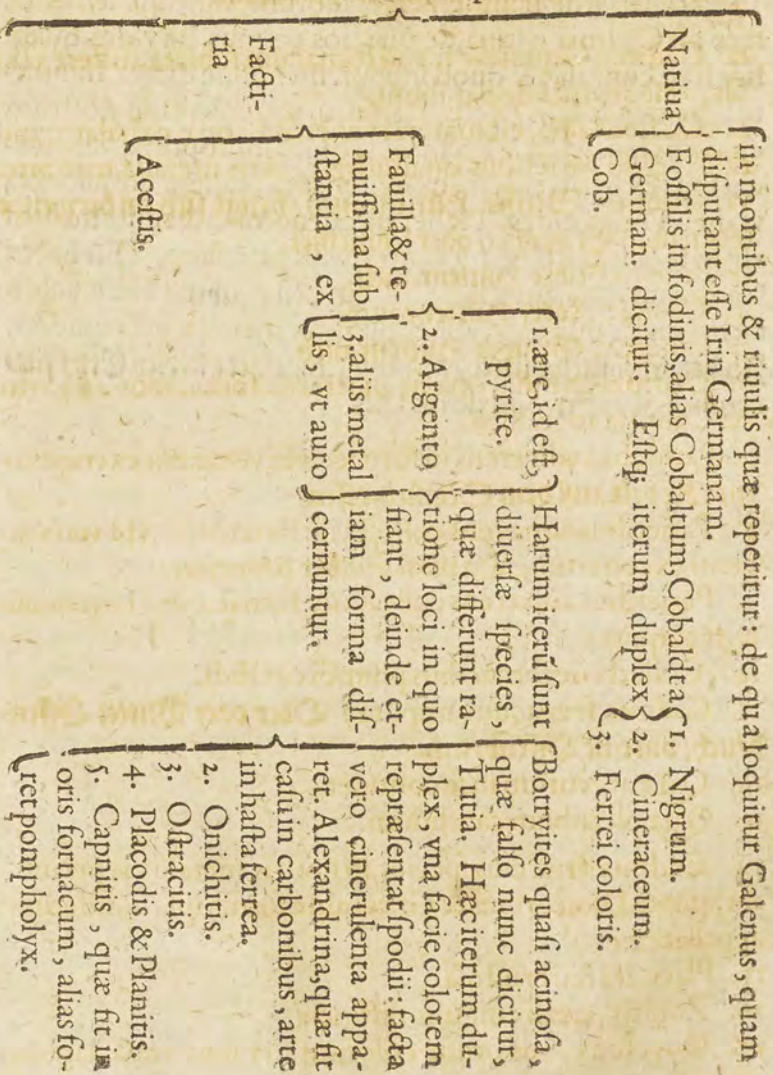 Natiua
in montibus & riuulis quæ reperitur: de qua loquitur Galenus, quam
diſputant eſſe Irin Germanam.
Foſſilis in fodinis, alias Cobaltum, Cobaldt a
German. dicitur. Eſtq; iterum duplex
Cob.
1. Nigrum.
2. Cineraceum.
3. Ferrei coloris.
Facti-
tia
Fauilla & te-
nuiſſima ſub
ſtantia, ex
Aceſtis.
1. ære, id eſt,
pyrite.
2. Argento
3. aliis metal
lis, vt auro
Harum iterú ſunt
diuerſæ ſpecies,
quæ differunt ra-
tione loci in quo
fiant, deinde et-
iam forma diſ-
cernuntur.
Botryites quaſi acinoſa,
quæ falſo nunc dicitur,
Tutia. Hæc iterum du-
plex, vna facie colorem
repræſentat ſpodii: facta
vero cinerulenta appa-
ret. Alexandrina, quæ fit
caſu in carbonibus, arte
in haſta ferrea.
2. Onichitis.
3. Oſtracitis.
4. Placodis & Planitis.
5. Capnitis, quæ fit in
oris fornacum, alias fo-
ret pompholyx.